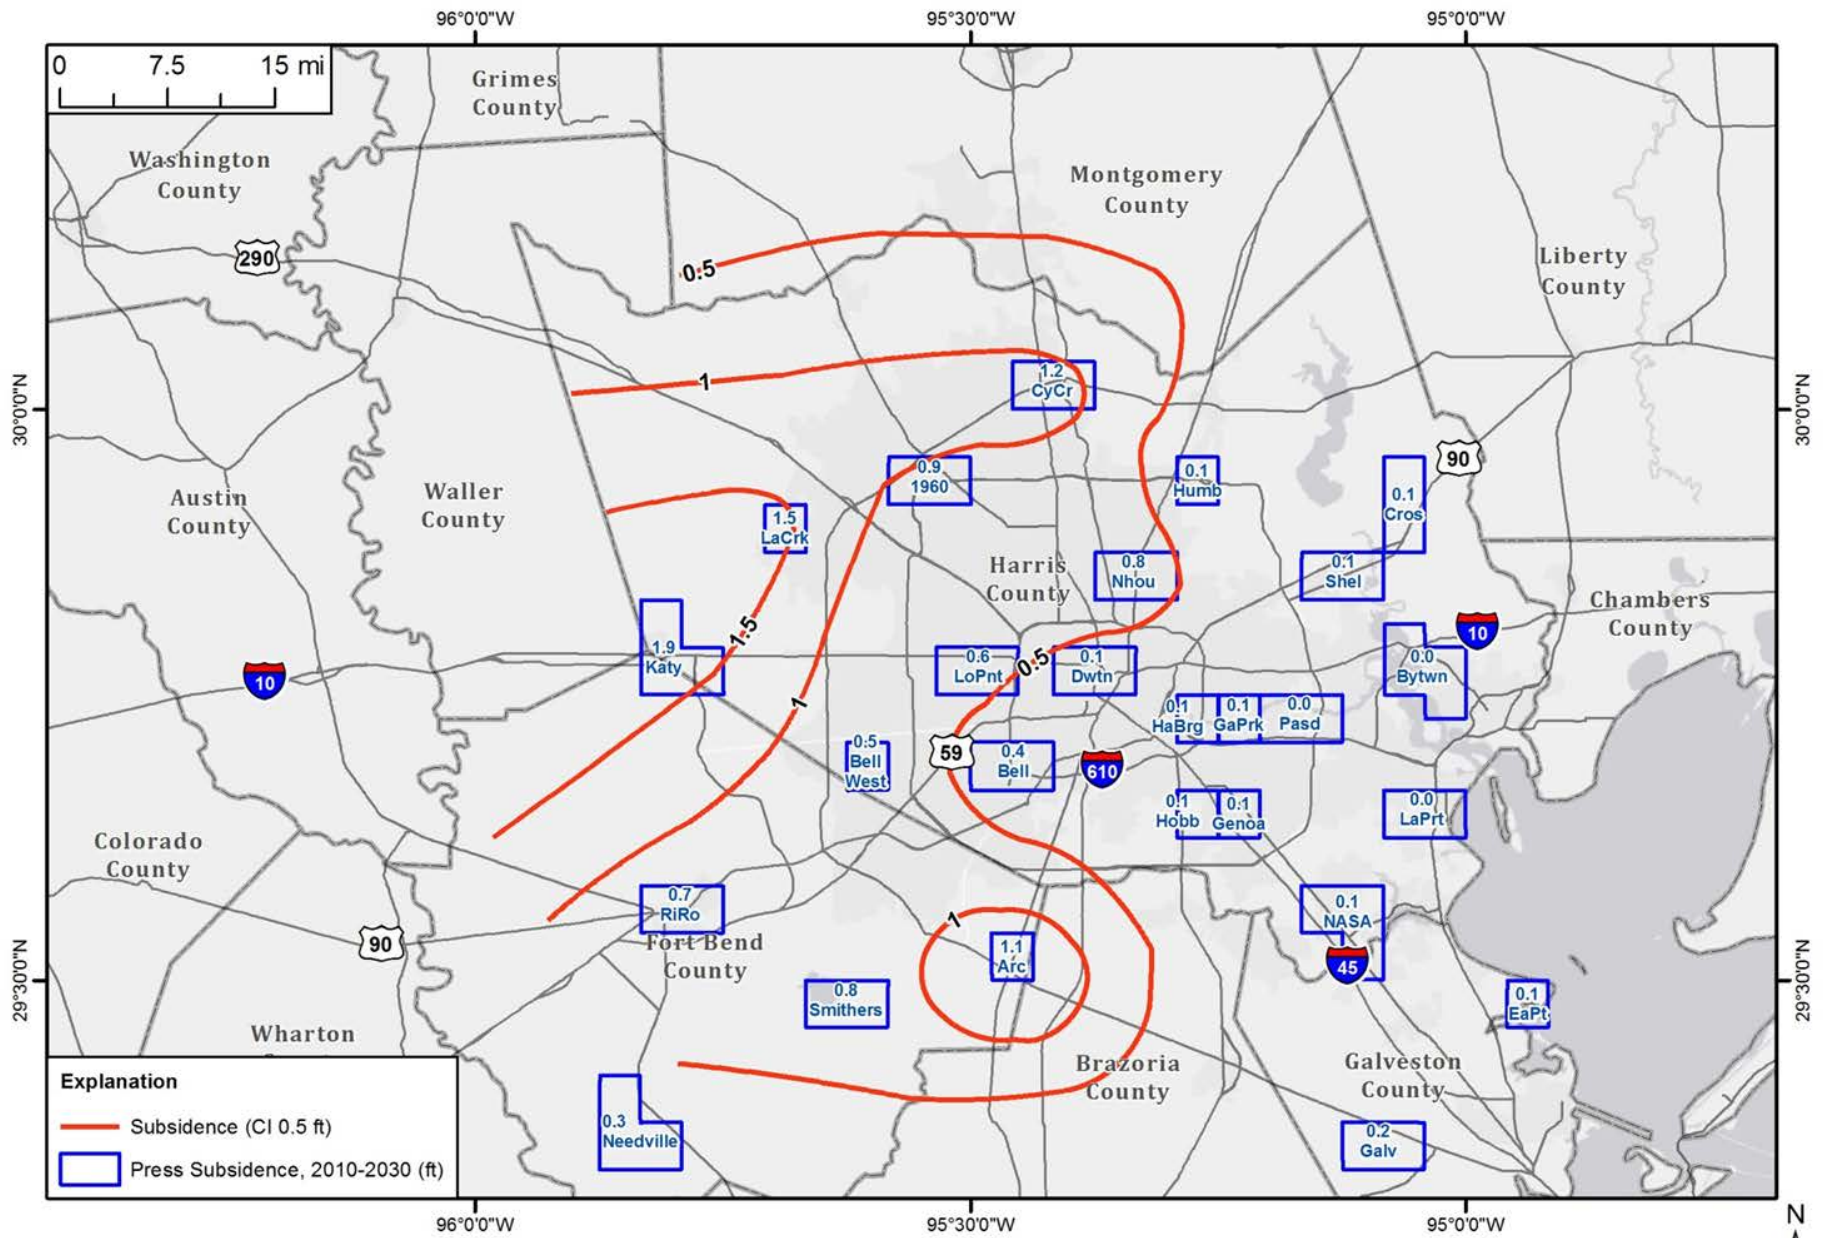 96°0'0"W
95°30'0"W
95°0'0"W
0 7.5 15 mi
Grimes
County
Washington
County
Montgomery
County
290
Liberty
County
0.5
1
1.2
CyCr
30°0'0"N
30°0'0"N
90
0.9
1960
0.1
Humb
0.1
Cros
Waller
County
Austin
County
1.5
LaCrk
Harris
County
0.8
Nhou
0.1
Shel
Chambers
County
10
1.5
1.9
Katy
0.6
LoPnt
0.5
0.1
Dwtn
0.0
Bytwn
10
1
0.1
HaBrg
0.1
GaPrk
0.0
Pasd
0.5
Bell
West
59
0.4
Bell
610
0.1
Hobb
0.1
Genoa
0.0
LaPrt
Colorado
County
0.7
RiRo
0.1
NASA
1
90
Fort Bend
County
1.1
Arc
45
29°30'0"N
29°30'0"N
0.8
Smithers
0.1
EaPt
Wharton
Brazoria
County
Galveston
County
Explanation
Subsidence (CI 0.5 ft)
Press Subsidence, 2010-2030 (ft)
0.3
Needville
0.2
Galv
96°0'0"W
95°30'0"W
95°0'0"W
N